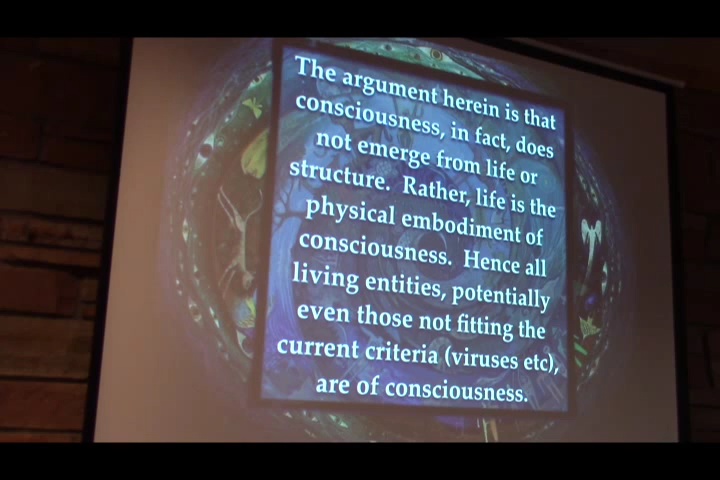 The argument herein is that
consciousness, in fact, does
not emerge from life or
structure. Rather, life is the
physical embodiment of
consciousness. Hence all
living entities, potentially
even those not fitting the
current criteria (viruses etc),
are of consciousness.